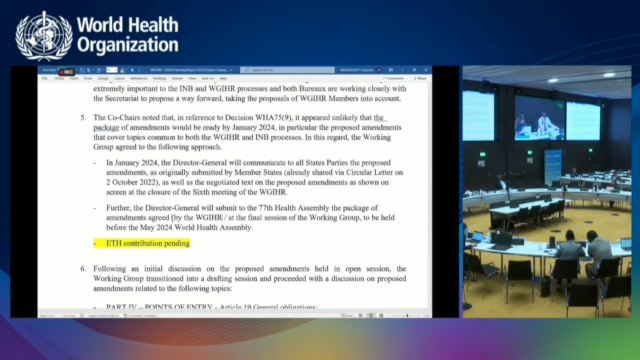 World Health
Organization
extremely important to the INB and WGIHR processes and both Bureaux are working closely with
the Secretariat to propose a way forward, taking the proposals of WGIHR Members into account.
5. The Co-Chairs noted that, in reference to Decision WHA75(9), it appeared unlikely that the
package of amendments would be ready by January 2024, in particular the proposed amendments
that cover topics common to both the WGIHR and INB processes. In this regard, the Working
Group agreed to the following approach.
- In January 2024, the Director-General will communicate to all States Parties the proposed
amendments, as originally submitted by Member States (already shared via Circular Letter on
2 October 2022), as well as the negotiated text on the proposed amendments as shown on
screen at the closure of the Sixth meeting of the WGIHR.
- Further, the Director-General will submit to the 77th Health Assembly the package of
amendments agreed [by the WGIHR / at the final session of the Working Group, to be held
before the May 2024 World Health Assembly.
- ETH contribution pending
6. Following an initial discussion on the proposed amendments held in open session, the
Working Group transitioned into a drafting session and proceeded with a discussion on proposed
amendments related to the following topics:
- PART IV – POINTS OF ENTRY - Article 19 General obligations;